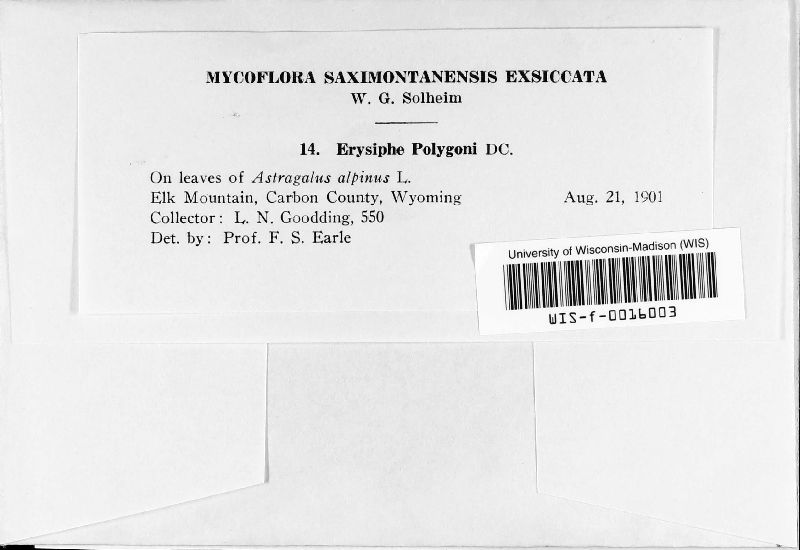 MYCOFLORA SAXIMONTANENSIS EXSICCATA
W. G. Solheim
14. Erysiphe Polygoni DC.
On leaves of Astragalus alpinus L.
Elk Mountain, Carbon County, Wyoming Aug. 21, 1901
Collector: L. N. Goodding, 550
Det. by: Prof. F. S. Earle
University of Wisconsin-Madison (WIS)
WIS-f-0016003